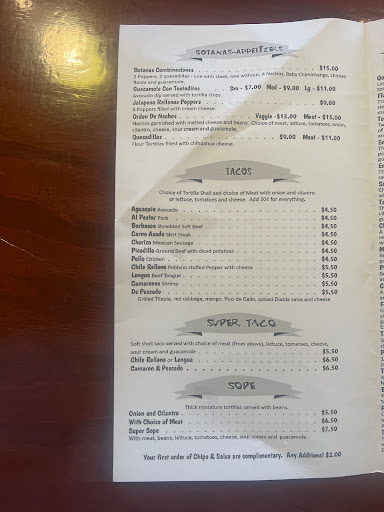 BOTANAS-APPETIZERS
Botanas Combinaciones $15.00
2 Poppers, 2 quesadillas - one with steak, one without, 4 Nachos, Baby Chimichanga, chicken
flauta and guacamole.
Guacamole Con Tostaditas Sm - $7.00 Med - $9.00 Lg - $11.00
Avocado dip served with tortilla chips.
Jalapeno Rellenos Poppers $9.00
8 Poppers filled with cream cheese.
Orden De Nachos Veggie -$13.00 Meat - $15.00
Nachos garnished with melted cheese and beans. Choice of meat, lettuce, tomatoes, onion,
cilantro, cheese, sour cream and guacamole.
Quesadillas $9.00 Meat - $11.00
Flour Tortillas filled with chihuahua cheese.
TACOS
Choice of Tortilla Shell and choice of Meat with onion and cilantro
or lettuce, tomatoes and cheese. Add 30¢ for everything.
Aguacate Avocado $4.50
Al Pastor Pork $4.50
Barbacoa Shredded Soft Beef $4.50
Carne Asada Skirt Steak $4.50
Chorizo Mexican Sausage $4.50
Picadillo Ground Beef with diced potatoes $4.50
Pollo Chicken $4.50
Chile Relleno Poblano stuffed Pepper with cheese $5.50
Lengua Beef Tongue $5.50
Camarones Shrimp $5.50
De Pescado $5.50
Grilled Tilapia, red cabbage, mango, Pico de Gallo, spiced Diabla salsa and cheese
SUPER TACO
Soft shell taco served with choice of meat (from above), lettuce, tomatoes, cheese,
sour cream and guacamole $5.50
Chile Relleno or Lengua $6.50
Camaron & Pescado $6.50
SOPE
Thick miniature tortillas served with beans.
Onion and Cilantro $5.50
With Choice of Meat $6.50
Super Sope $7.50
With meat, beans, lettuce, tomatoes, cheese, sour cream and guacamole.
Your first order of Chips & Salsa are complimentary. Any Additional $2.00